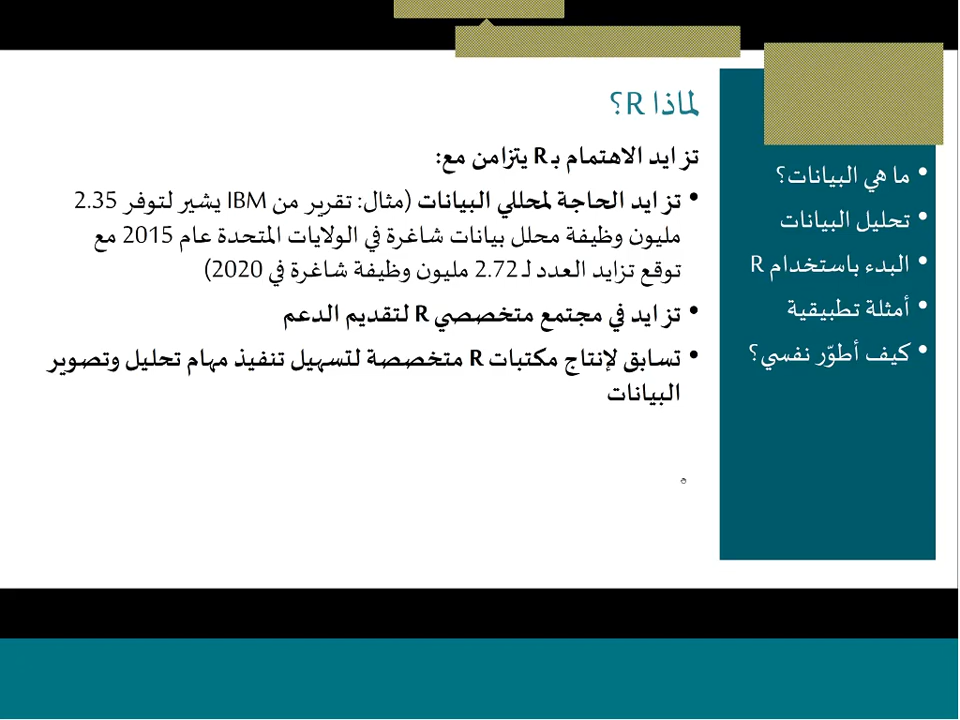 لماذا R؟
تزايد الاهتمام بـ R يتزامن مع:
• تزايد الحاجة لمحللي البيانات (مثال: تقرير من IBM يشير لتوفر 2.35
مليون وظيفة محلل بيانات شاغرة في الولايات المتحدة عام 2015 مع
توقع تزايد العدد لـ 2.72 مليون وظيفة شاغرة في 2020)
• تزايد في مجتمع متخصصي R لتقديم الدعم
• تسابق لإنتاج مكتبات R متخصصة لتسهيل تنفيذ مهام تحليل وتصوير
البيانات
• ما هي البيانات؟
• تحليل البيانات
• البدء باستخدام R
• أمثلة تطبيقية
• كيف أطوّر نفسي؟